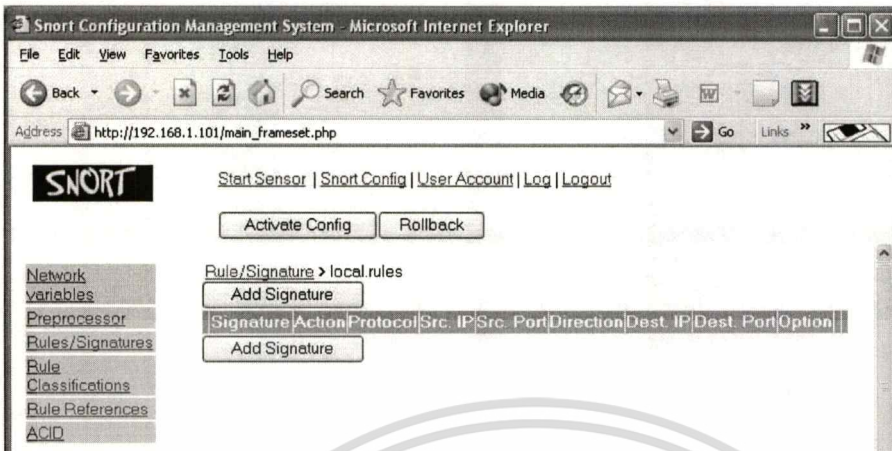 Snort Configuration Management System - Microsoft Internet Explorer
File Edit View Favorites Tools Help
Back Search Favorites Media
Address http://192.168.1.101/main_frameset.php Go Links »
SNORT
Start Sensor | Snort Config | User Account | Log | Logout
Activate Config Rollback
Network variables
Preprocessor
Rules/Signatures
Rule Classifications
Rule References
ACID
Rule/Signature > local.rules
Add Signature
Signature Action Protocol Src. IP Src. Port Direction Dest. IP Dest. Port Option
Add Signature